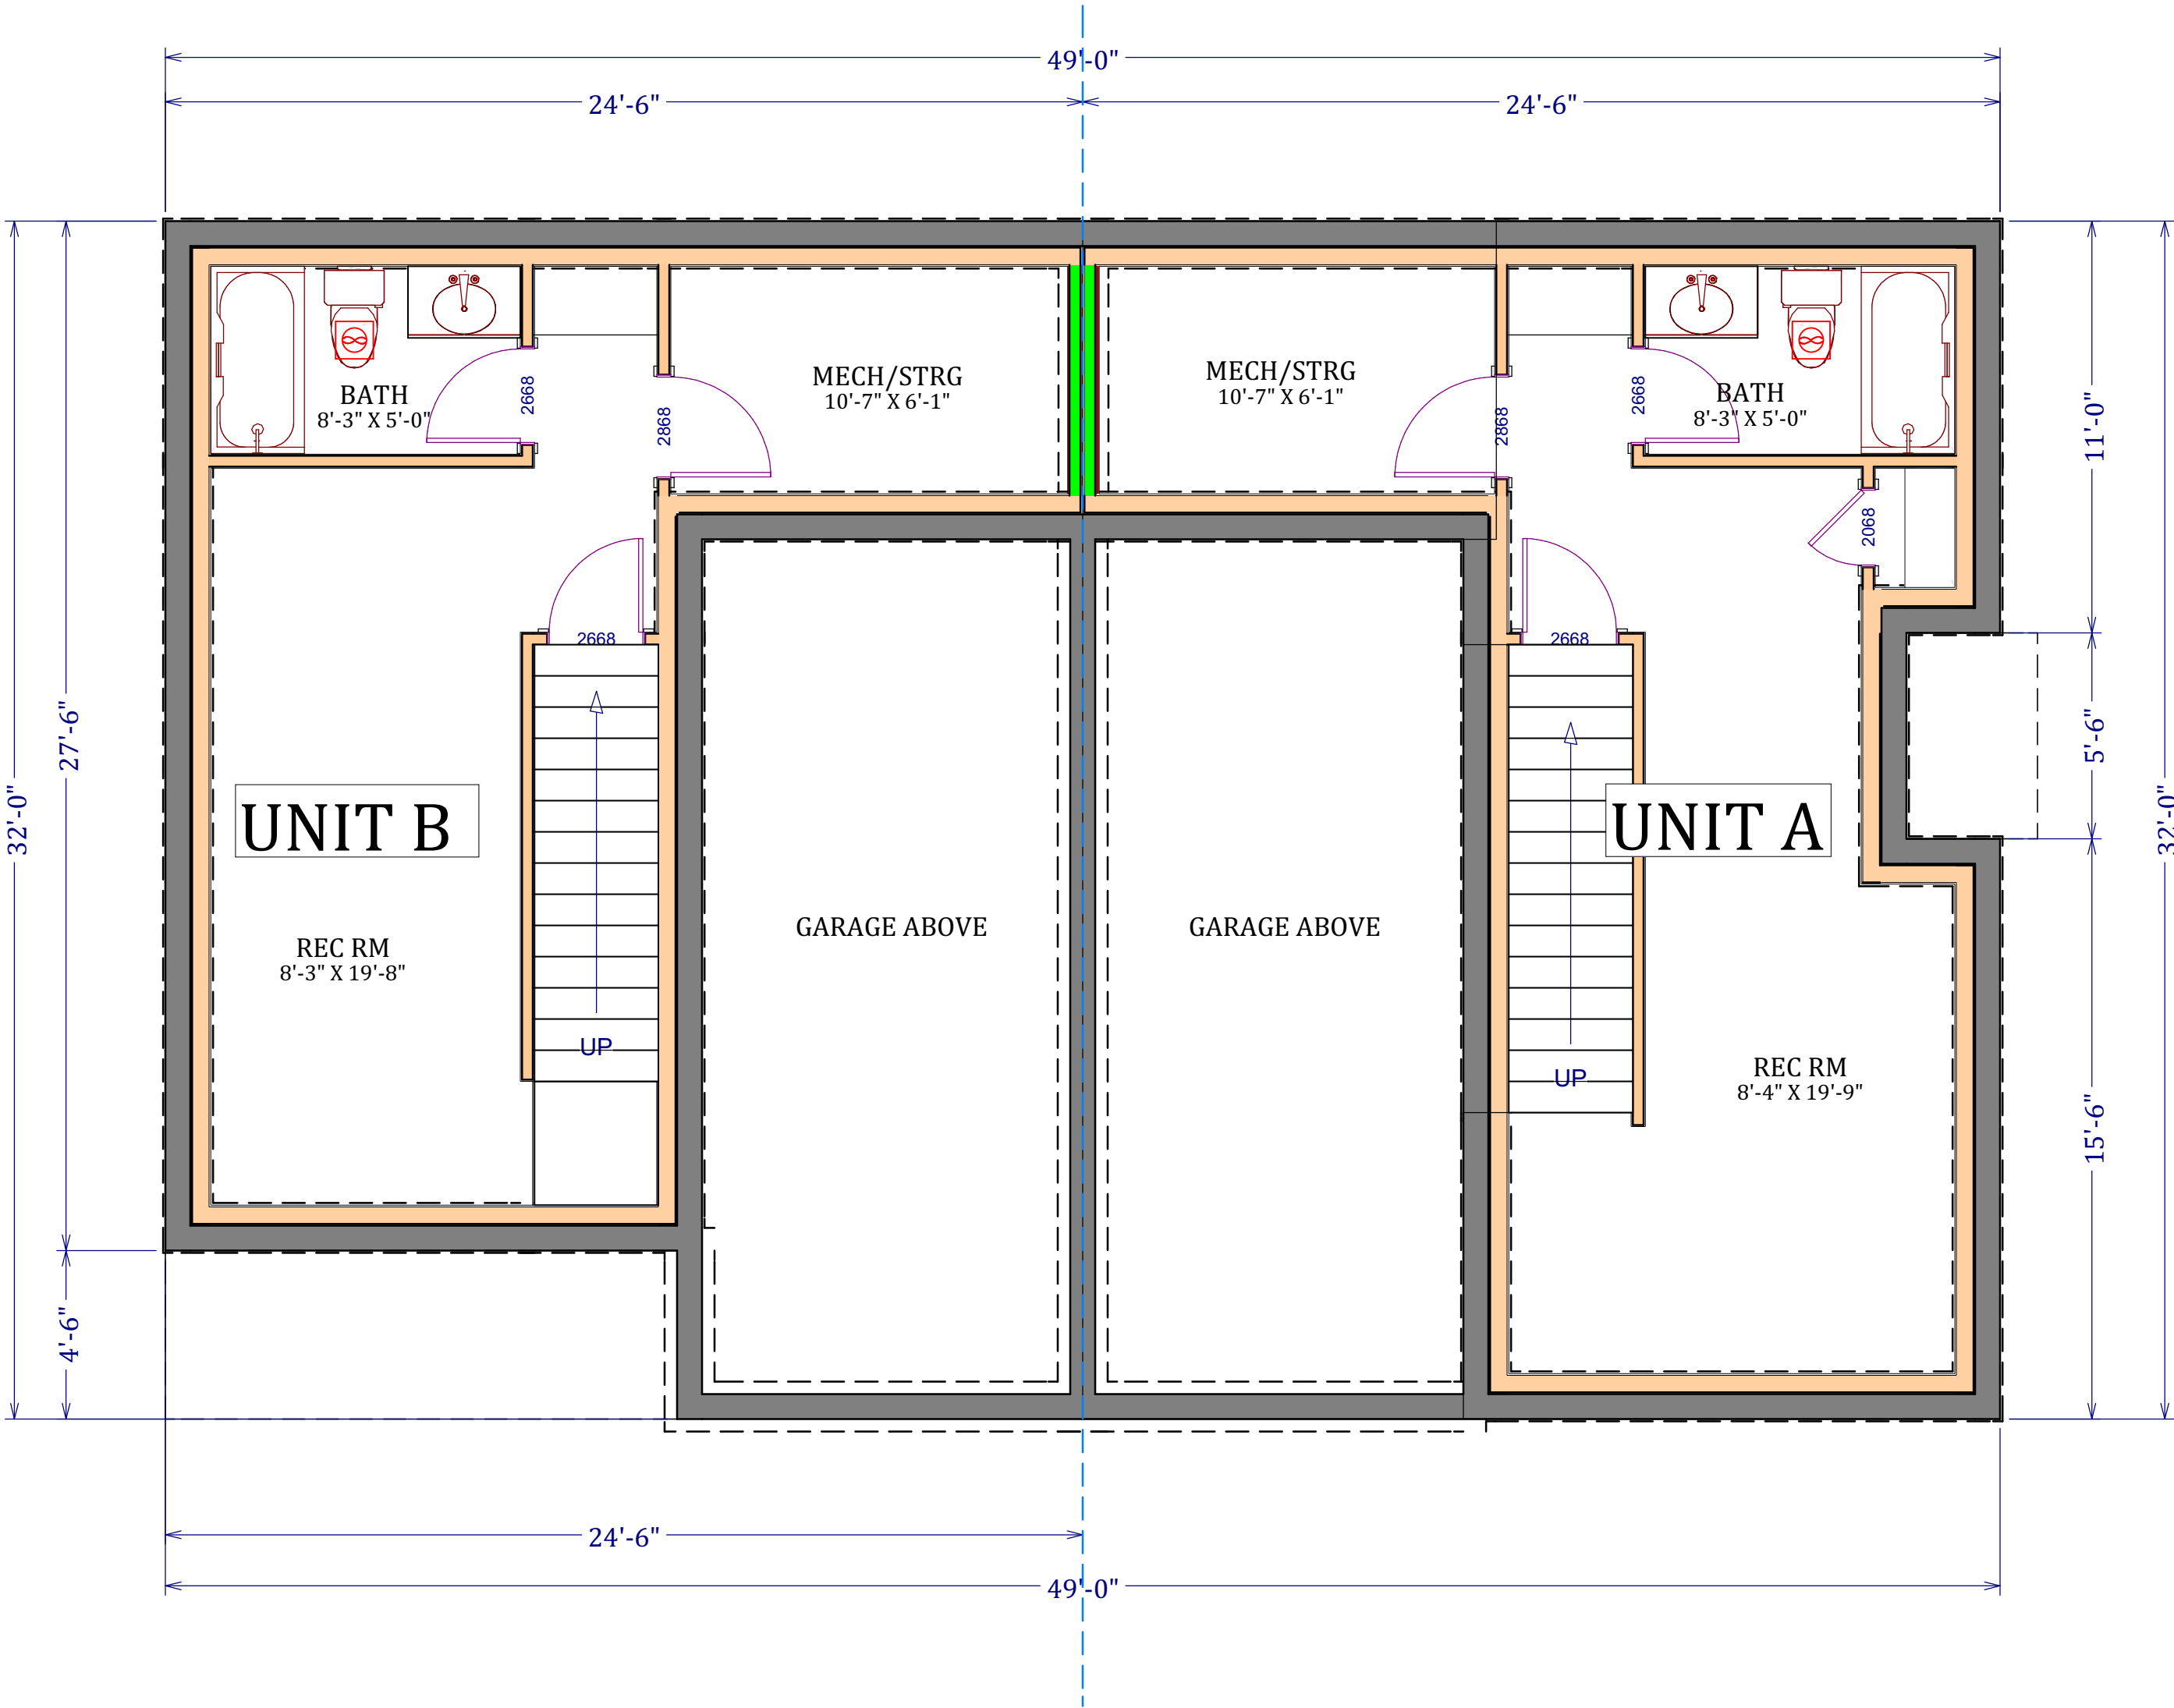 49'-0"
24'-6"
24'-6"
BATH
8'-3" X 5'-0"
2668
2868
MECH/STRG
10'-7" X 6'-1"
MECH/STRG
10'-7" X 6'-1"
2868
2668
BATH
8'-3" X 5'-0"
11'-0"
2068
2668
2668
27'-6"
32'-0"
5'-6"
32'-0"
UNIT B
UNIT A
GARAGE ABOVE
GARAGE ABOVE
REC RM
8'-3" X 19'-8"
UP
UP
REC RM
8'-4" X 19'-9"
15'-6"
4'-6"
24'-6"
49'-0"